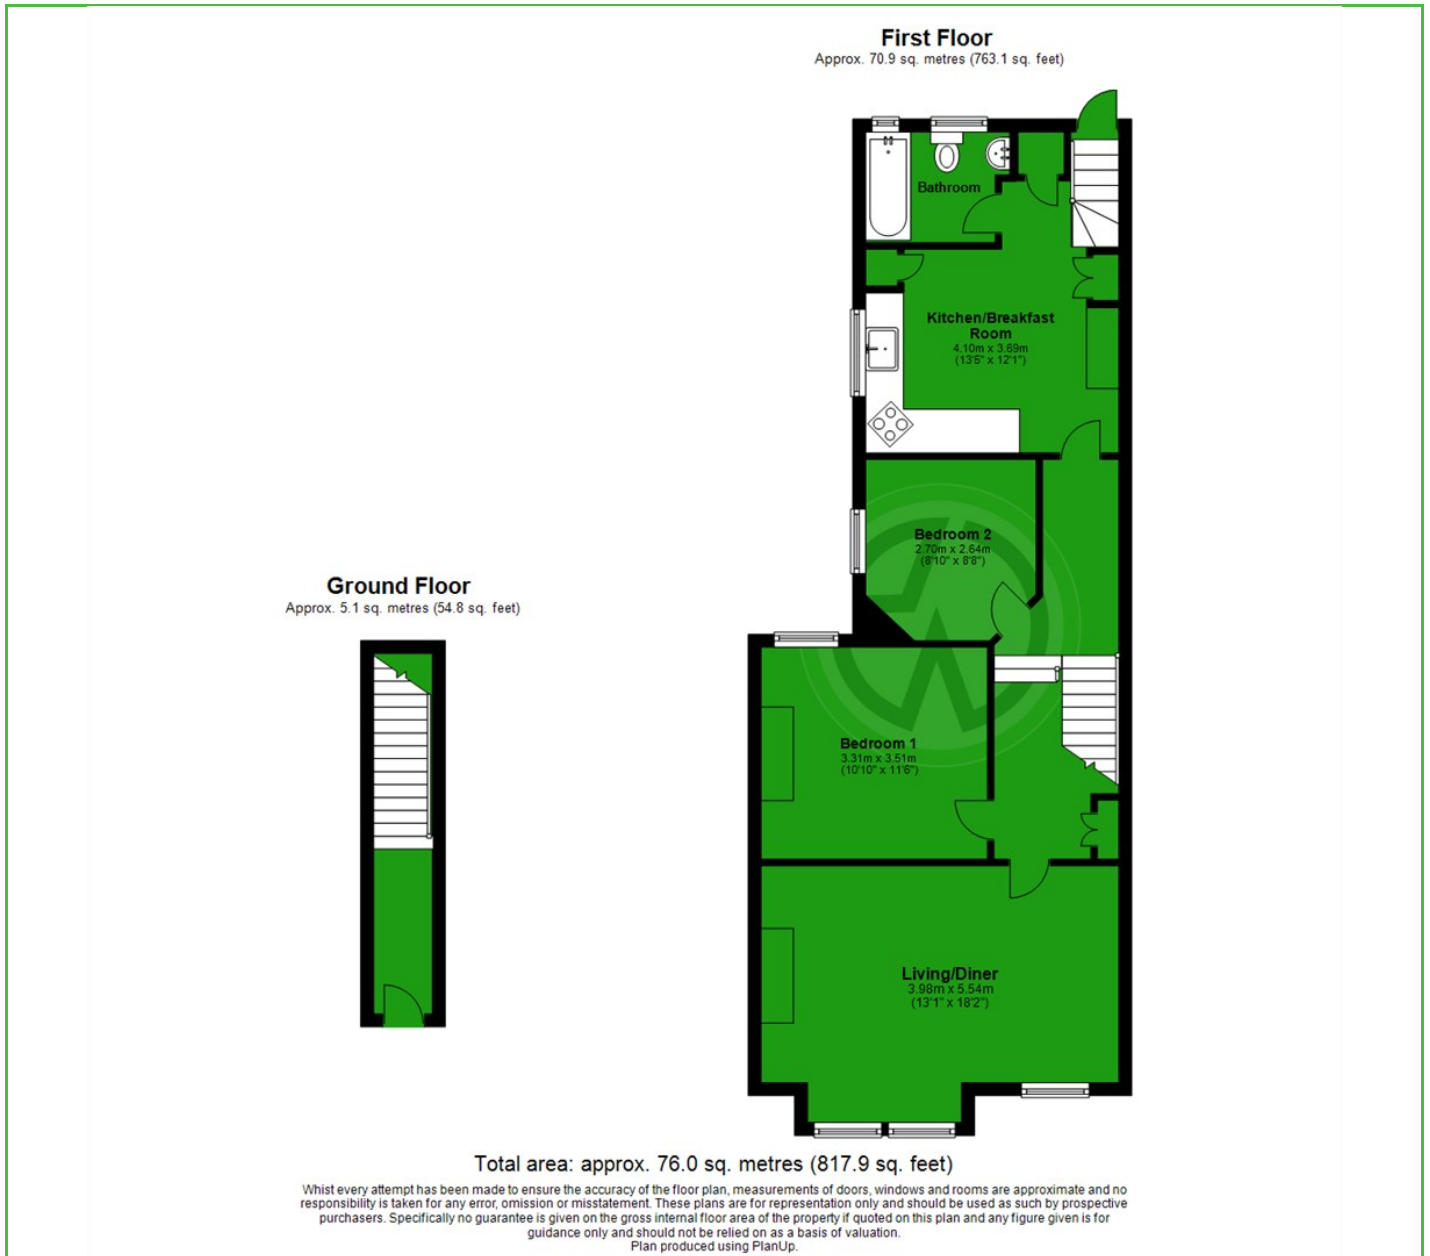 First Floor
Approx. 70.9 sq. metres (763.1 sq. feet)
Bathroom
Kitchen/Breakfast
Room
4.10m x 3.69m
(13'5" x 12'1")
Bedroom 2
2.70m x 2.64m
(8'10" x 8'8")
Ground Floor
Approx. 5.1 sq. metres (54.8 sq. feet)
Bedroom 1
3.31m x 3.51m
(10'10" x 11'6")
Living/Diner
3.98m x 5.54m
(13'1" x 18'2")
Total area: approx. 76.0 sq. metres (817.9 sq. feet)
Whist every attempt has been made to ensure the accuracy of the floor plan, measurements of doors, windows and rooms are approximate and no
responsibility is taken for any error, omission or misstatement. These plans are for representation only and should be used as such by prospective
purchasers. Specifically no guarantee is given on the gross internal floor area of the property if quoted on this plan and any figure given is for
guidance only and should not be relied on as a basis of valuation.
Plan produced using PlanUp.